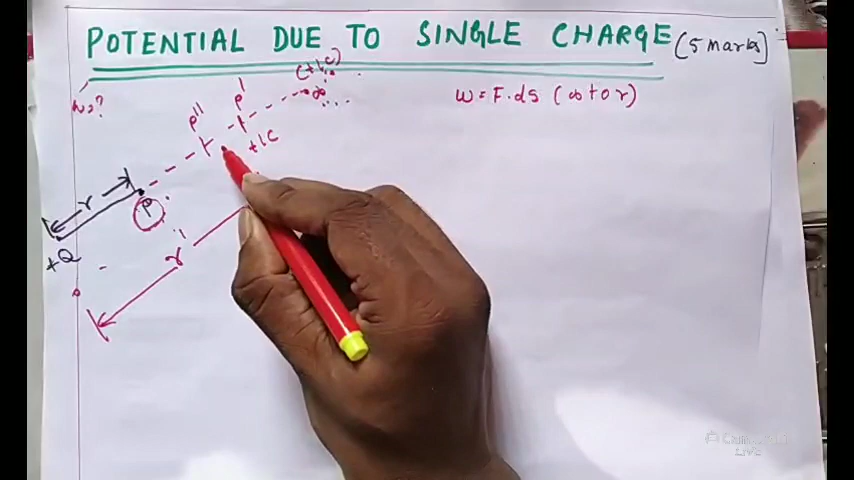 POTENTIAL DUE TO SINGLE CHARGE (5 marks)
W=?
(+1C)
∞
P''
P'
+1C
W = F.ds (∞ to r)
r
P
+Q
r'